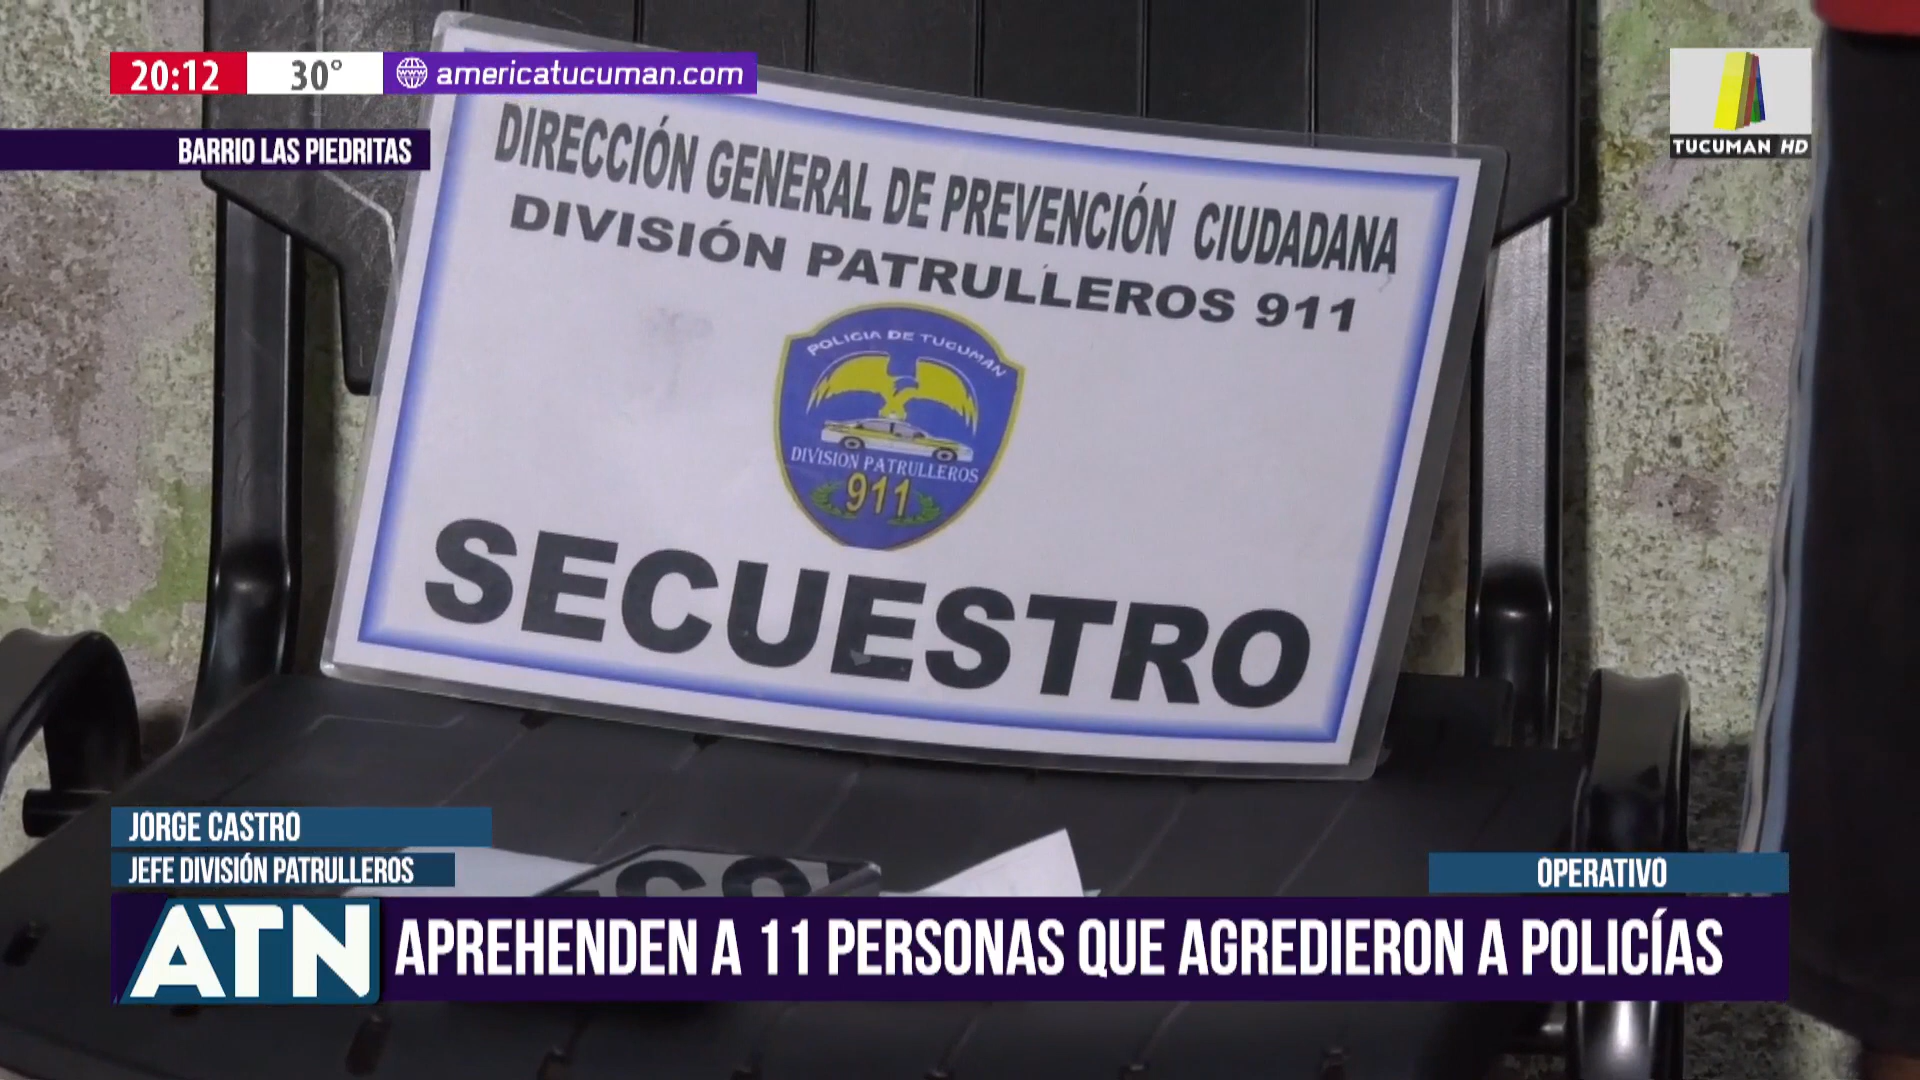 20:12 30° americatucuman.com
BARRIO LAS PIEDRITAS
TUCUMAN HD
DIRECCIÓN GENERAL DE PREVENCIÓN CIUDADANA
DIVISIÓN PATRULLEROS 911
POLICIA DE TUCUMAN
DIVISION PATRULLEROS
911
SECUESTRO
JORGE CASTRO
JEFE DIVISIÓN PATRULLEROS
OPERATIVO
ATN APREHENDEN A 11 PERSONAS QUE AGREDIERON A POLICÍAS